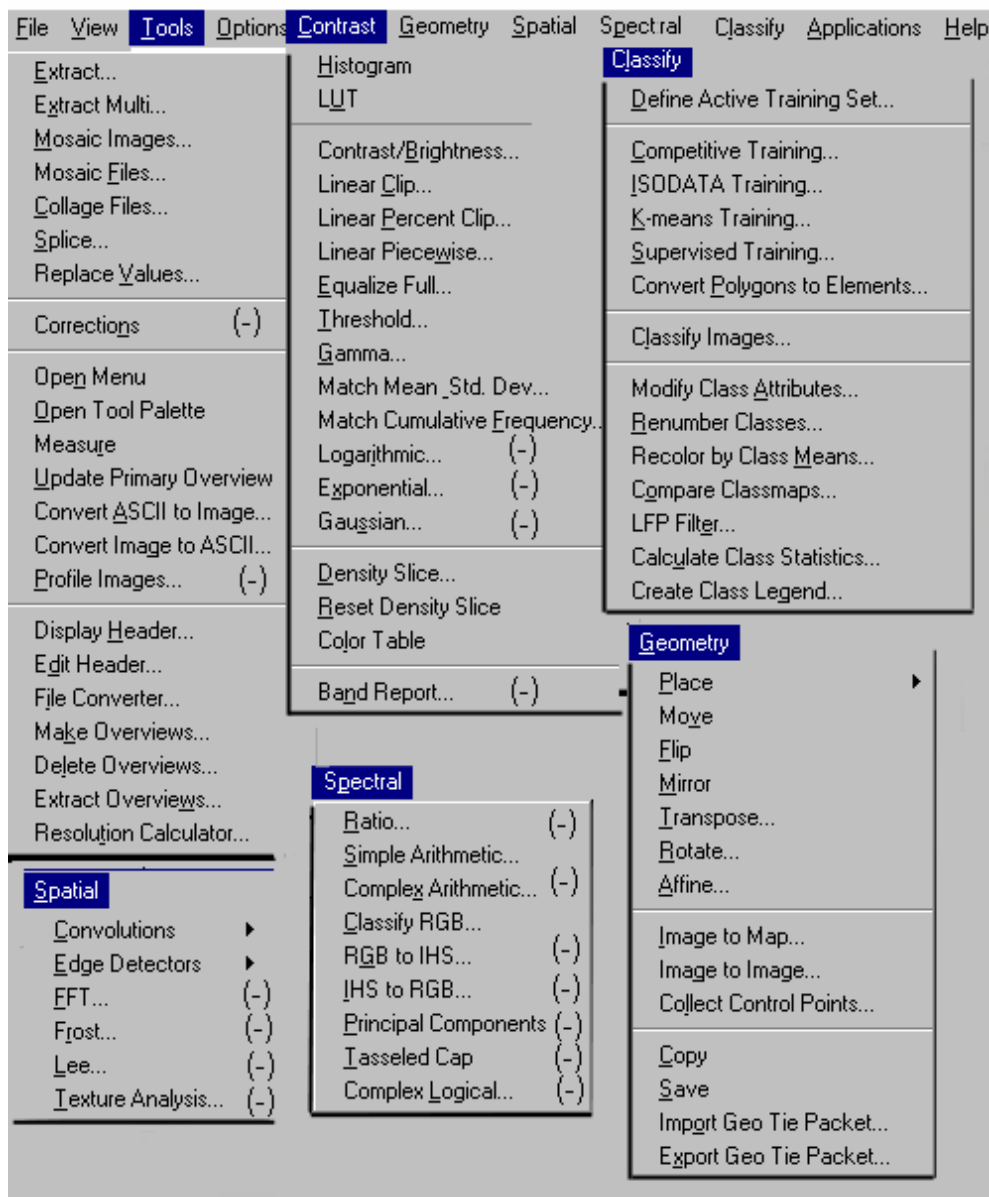 File View Tools Options Contrast Geometry Spatial Spectral Classify Applications Help
Extract...
Extract Multi...
Mosaic Images...
Mosaic Files...
Collage Files...
Splice...
Replace Values...
Corrections (-)
Open Menu
Open Tool Palette
Measure
Update Primary Overview
Convert ASCII to Image...
Convert Image to ASCII...
Profile Images... (-)
Display Header...
Edit Header...
File Converter...
Make Overviews...
Delete Overviews...
Extract Overviews...
Resolution Calculator...
Spatial
Convolutions
Edge Detectors
FFT... (-)
Frost... (-)
Lee... (-)
Texture Analysis... (-)
Histogram
LUT
Contrast/Brightness...
Linear Clip...
Linear Percent Clip...
Linear Piecewise...
Equalize Full...
Threshold...
Gamma...
Match Mean_Std. Dev...
Match Cumulative Frequency..
Logarithmic... (-)
Exponential... (-)
Gaussian... (-)
Density Slice...
Reset Density Slice
Color Table
Band Report... (-)
Spectral
Ratio... (-)
Simple Arithmetic...
Complex Arithmetic... (-)
Classify RGB...
RGB to IHS... (-)
IHS to RGB... (-)
Principal Components (-)
Tasseled Cap (-)
Complex Logical... (-)
Classify
Define Active Training Set...
Competitive Training...
ISODATA Training...
K-means Training...
Supervised Training...
Convert Polygons to Elements...
Classify Images...
Modify Class Attributes...
Renumber Classes...
Recolor by Class Means...
Compare Classmaps...
LFP Filter...
Calculate Class Statistics...
Create Class Legend...
Geometry
Place
Move
Flip
Mirror
Transpose...
Rotate...
Affine...
Image to Map...
Image to Image...
Collect Control Points...
Copy
Save
Import Geo Tie Packet...
Export Geo Tie Packet...